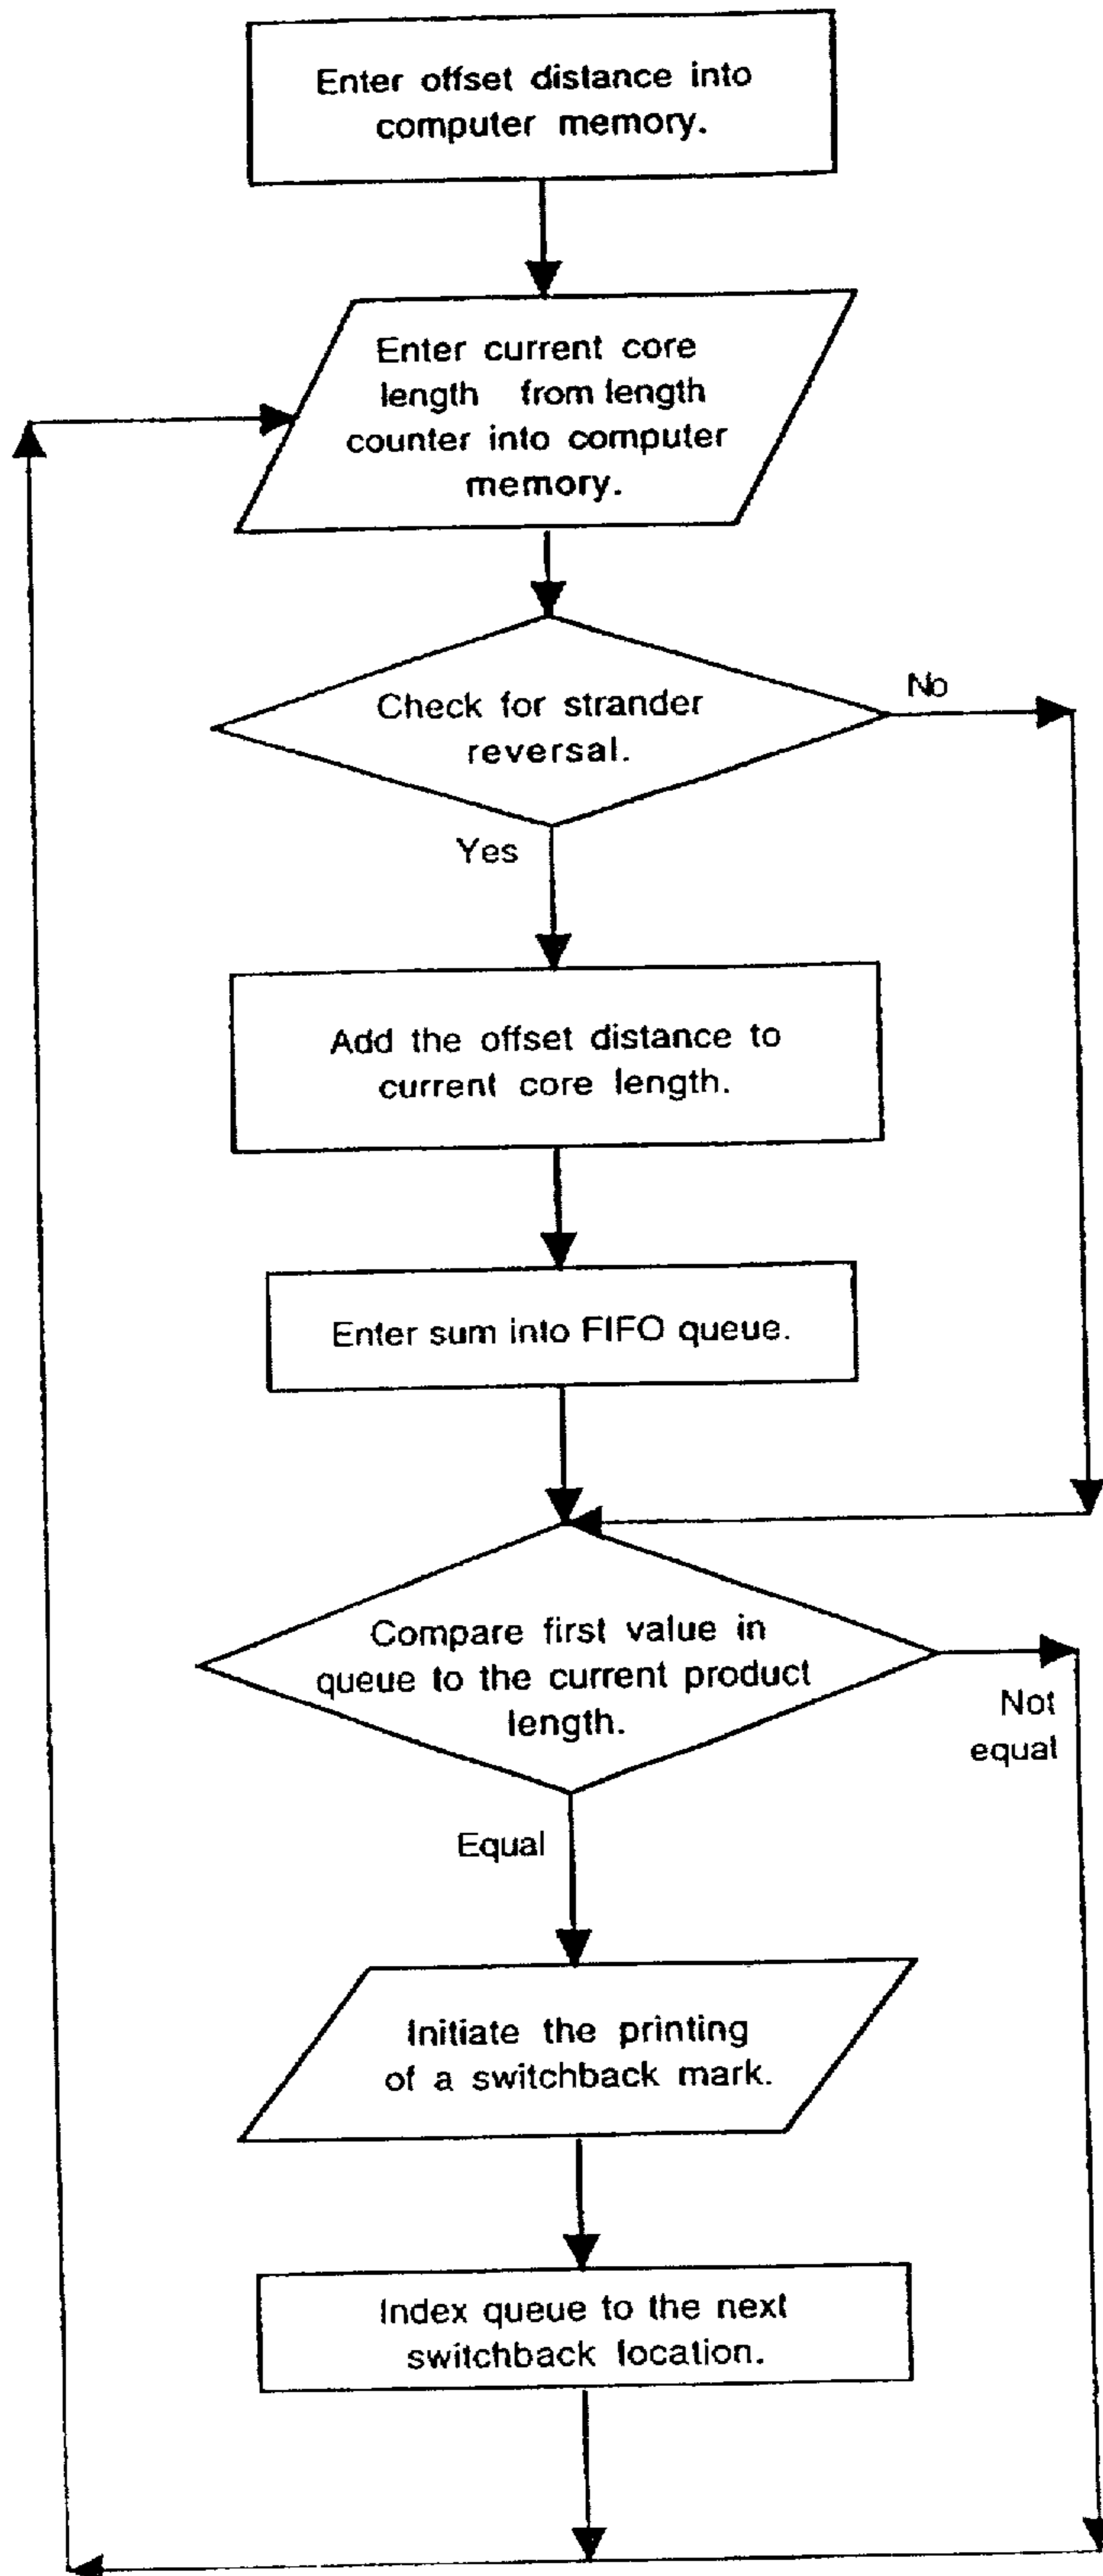 Enter offset distance into
computer memory.
Enter current core
length from length
counter into computer
memory.
Check for strander
reversal.
No
Yes
Add the offset distance to
current core length.
Enter sum into FIFO queue.
Compare first value in
queue to the current product
length.
Not
equal
Equal
Initiate the printing
of a switchback mark.
Index queue to the next
switchback location.